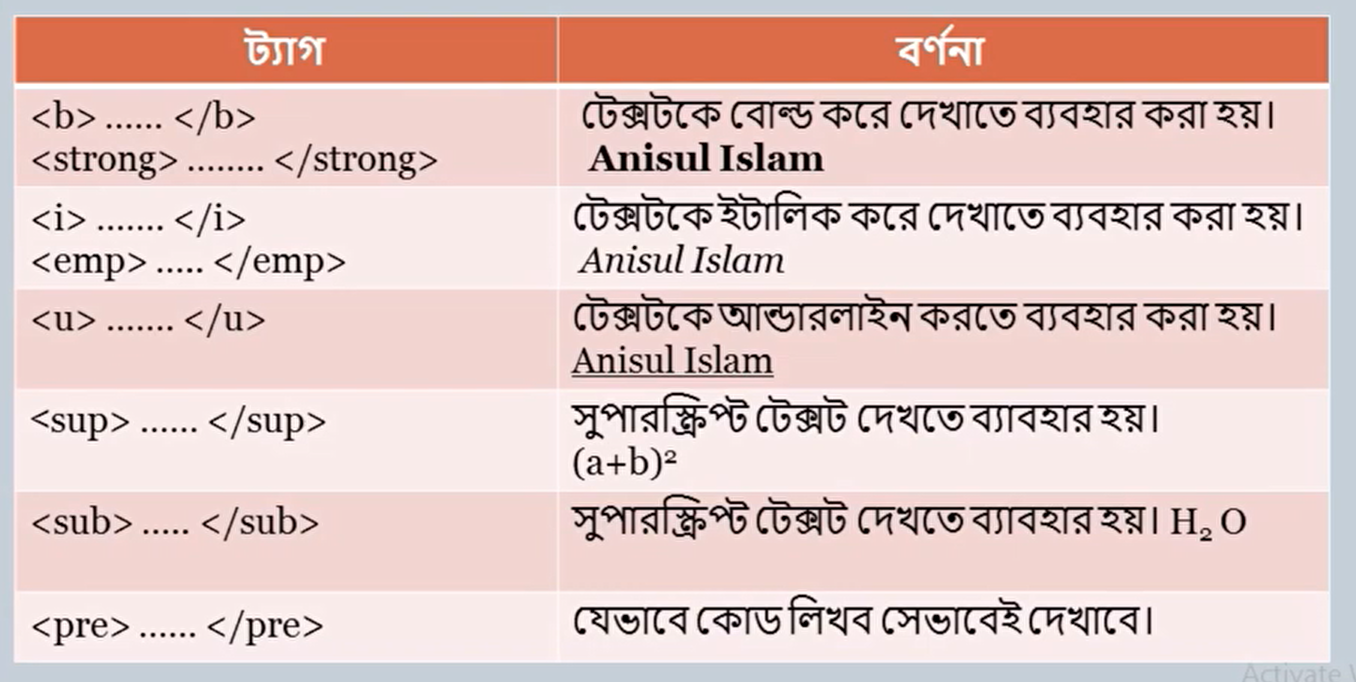 ট্যাগ
বর্ণনা
<b> ...... </b>
<strong> ........ </strong>
টেক্সটকে বোল্ড করে দেখাতে ব্যবহার করা হয়।
Anisul Islam
<i> ....... </i>
<emp> ..... </emp>
টেক্সটকে ইটালিক করে দেখাতে ব্যবহার করা হয়।
Anisul Islam
<u> ....... </u>
টেক্সটকে আন্ডারলাইন করতে ব্যবহার করা হয়।
Anisul Islam
<sup> ...... </sup>
সুপারস্ক্রিপ্ট টেক্সট দেখতে ব্যাবহার হয়।
(a+b)²
<sub> ..... </sub>
সুপারস্ক্রিপ্ট টেক্সট দেখতে ব্যাবহার হয়। H₂ O
<pre> ...... </pre>
যেভাবে কোড লিখব সেভাবেই দেখাবে।
Activate